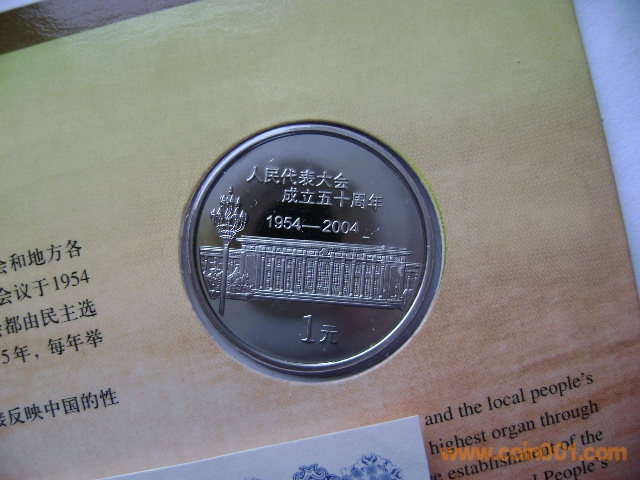 人民代表大会
成立五十周年
1954—2004
1元
会和地方各
会议于1954
都由民主选
5年，每年举
反映中国的性
and the local people's
highest organ through
establishment of the
People's
www.coin001.com